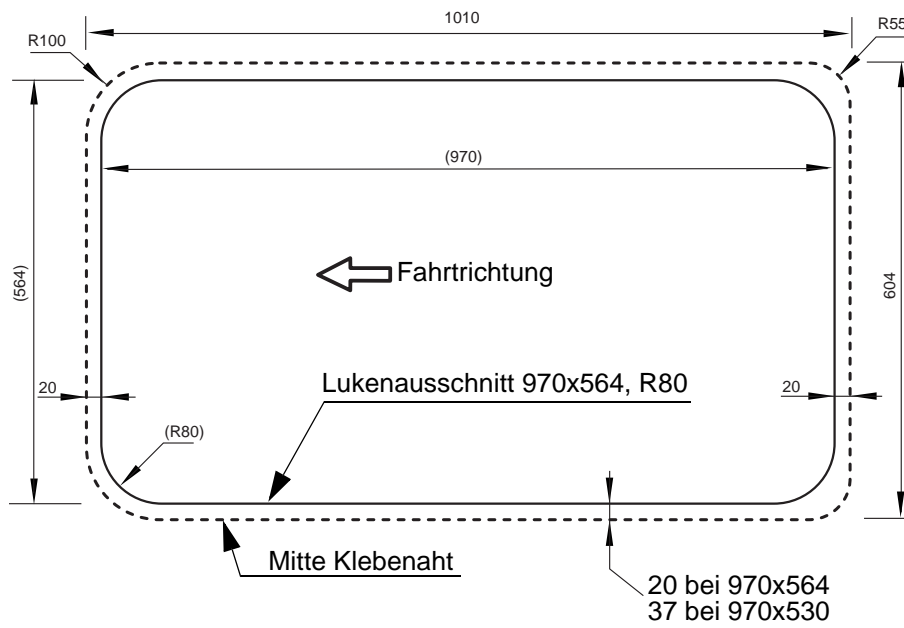 1010
R100
R55
(970)
(564)
604
Fahrtrichtung
Lukenausschnitt 970x564, R80
20
20
(R80)
Mitte Klebenaht
20 bei 970x564
37 bei 970x530